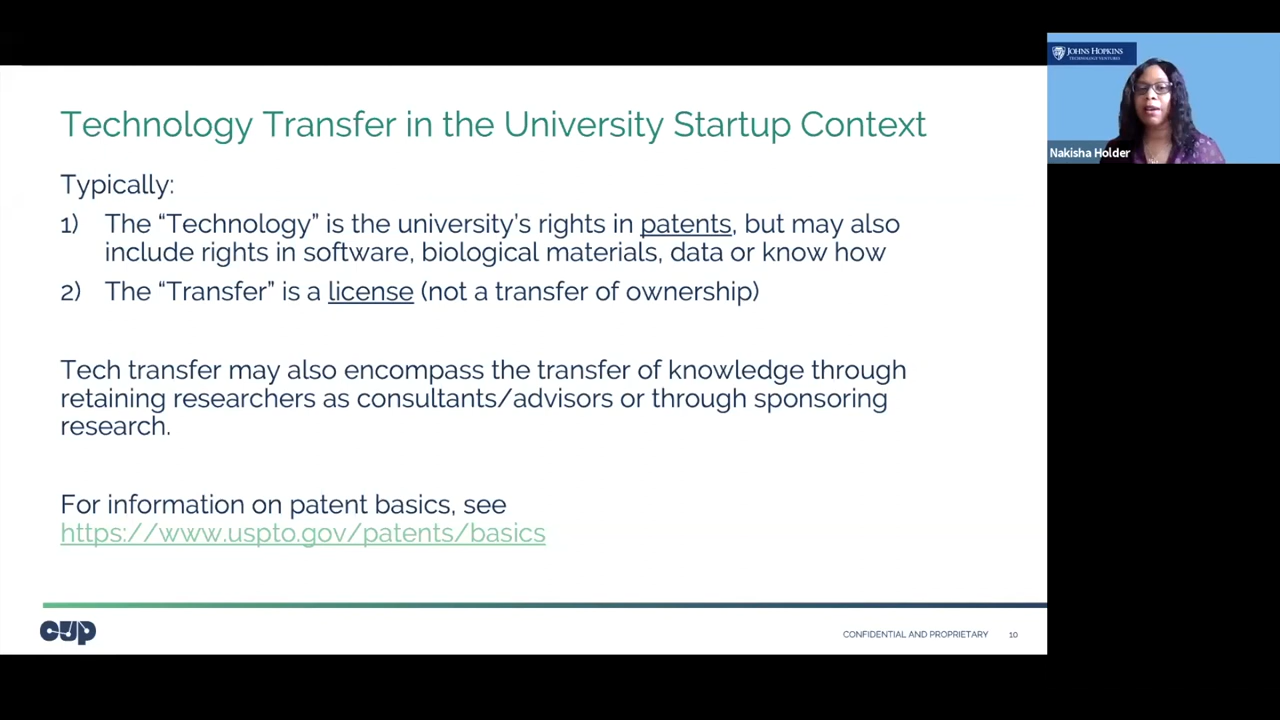 Technology Transfer in the University Startup Context
Typically:
1) The “Technology” is the university’s rights in patents, but may also
include rights in software, biological materials, data or know how
2) The “Transfer” is a license (not a transfer of ownership)
Tech transfer may also encompass the transfer of knowledge through
retaining researchers as consultants/advisors or through sponsoring
research.
For information on patent basics, see
https://www.uspto.gov/patents/basics
cup
CONFIDENTIAL AND PROPRIETARY 10
JOHNS HOPKINS
TECHNOLOGY VENTURES
Nakisha Holder